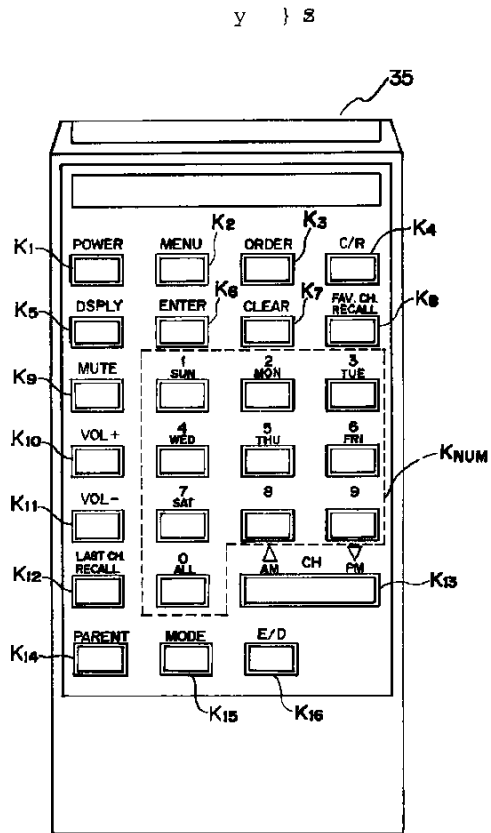 y } s
35
K1 POWER MENU K2 ORDER K3 C/R K4
K5 DSPLY ENTER K6 CLEAR K7 FAV. CH. RECALL K8
K9 MUTE 1 SUN 2 MON 3 TUE
K10 VOL+ 4 WED 5 THU 6 FRI KNUM
K11 VOL- 7 SAT 8 9
K12 LAST CH. RECALL 0 ALL △ AM CH ▽ PM K13
K14 PARENT MODE E/D
K15 K16